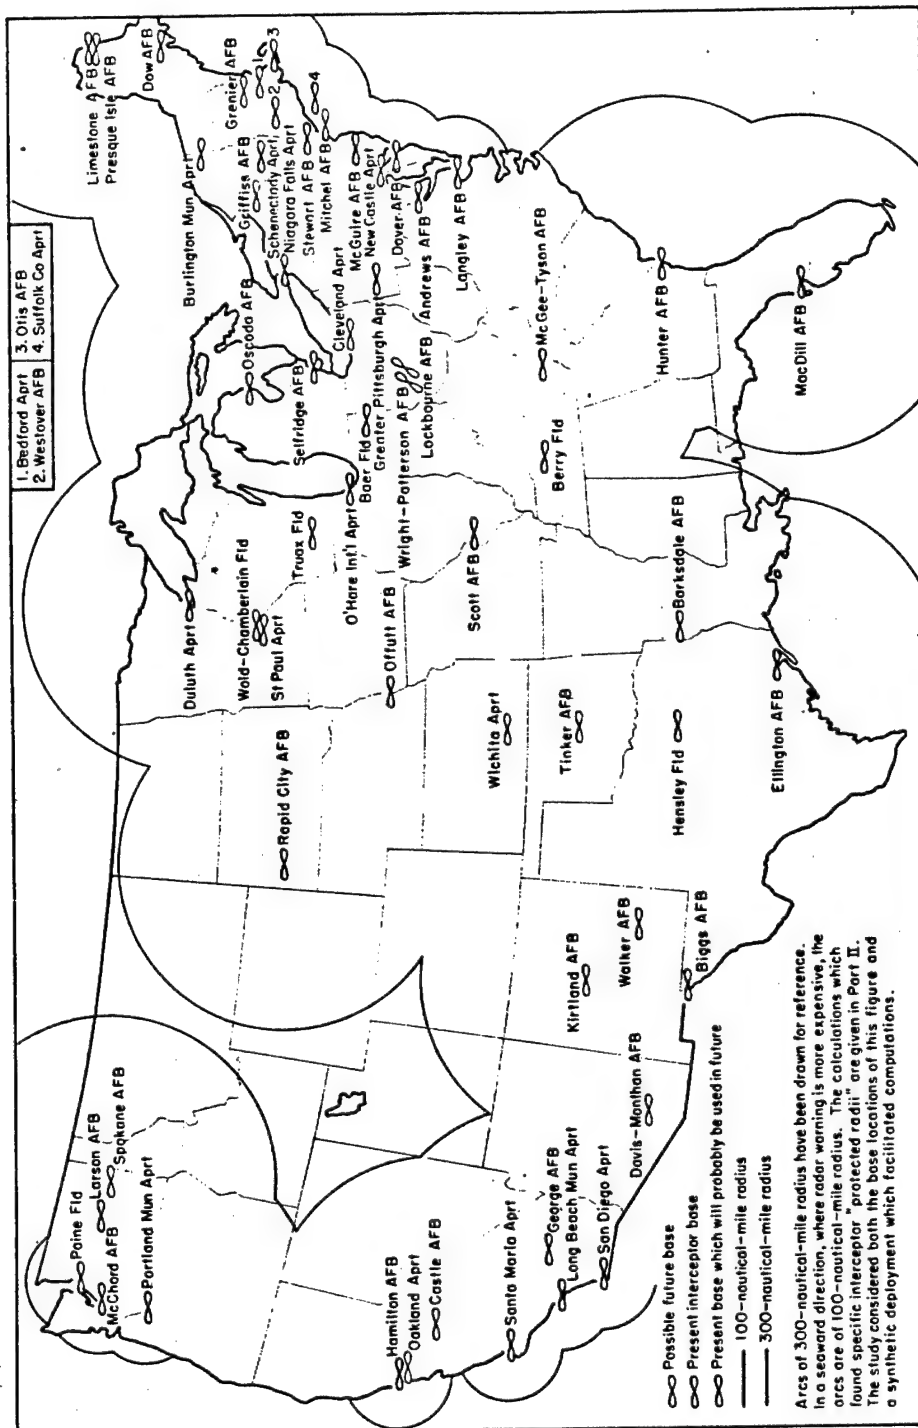 1. Bedford Aprt
2. Westover AFB
3. Otis AFB
4. Suffolk Co Aprt
Limestone AFB
Presque Isle AFB
Dow AFB
Burlington Mun Aprt
Grenier AFB
1
3
2
4
Griffiss AFB
Schenectady Aprt
Niagara Falls Aprt
Stewart AFB
Mitchel AFB
McGuire AFB
New Castle Aprt
Dover AFB
Andrews AFB
Langley AFB
Oscoda AFB
Selfridge AFB
Cleveland Aprt
Greater Pittsburgh Aprt
Baer Fld
O'Hare Int'l Aprt
Wright-Patterson AFB
Lockbourne AFB
Truax Fld
Duluth Aprt
Wold-Chamberlain Fld
St Paul Aprt
Offutt AFB
Scott AFB
McGee-Tyson AFB
Berry Fld
Hunter AFB
MacDill AFB
Barksdale AFB
Ellington AFB
Hensley Fld
Tinker AFB
Wichita Aprt
Rapid City AFB
Paine Fld
McChord AFB
Larson AFB
Spokane AFB
Portland Mun Aprt
Hamilton AFB
Oakland Aprt
Castle AFB
Santa Maria Aprt
George AFB
Long Beach Mun Aprt
San Diego Aprt
Davis-Monthan AFB
Kirtland AFB
Walker AFB
Biggs AFB
Possible future base
Present interceptor base
Present base which will probably be used in future
100-nautical-mile radius
300-nautical-mile radius
Arcs of 300-nautical-mile radius have been drawn for reference.
In a seaward direction, where radar warning is more expensive, the
arcs are of 100-nautical-mile radius. The calculations which
found specific interceptor "protected radii" are given in Part II.
The study considered both the base locations of this figure and
a synthetic deployment which facilitated computations.